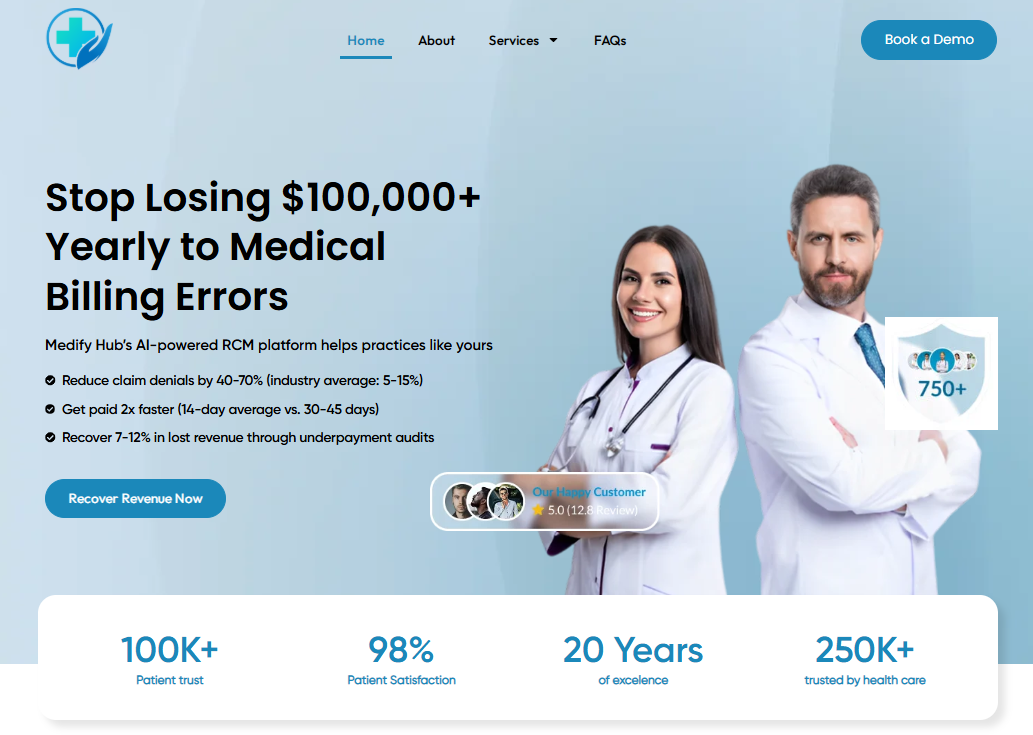 Home About Services FAQs Book a Demo
Stop Losing $100,000+
Yearly to Medical
Billing Errors
Medify Hub's AI-powered RCM platform helps practices like yours
Reduce claim denials by 40-70% (industry average: 5-15%)
Get paid 2x faster (14-day average vs. 30-45 days)
Recover 7-12% in lost revenue through underpayment audits
750+
Recover Revenue Now
Our Happy Customer
5.0 (12.8 Review)
100K+ 98% 20 Years 250K+
Patient trust Patient Satisfaction of excelence trusted by health care